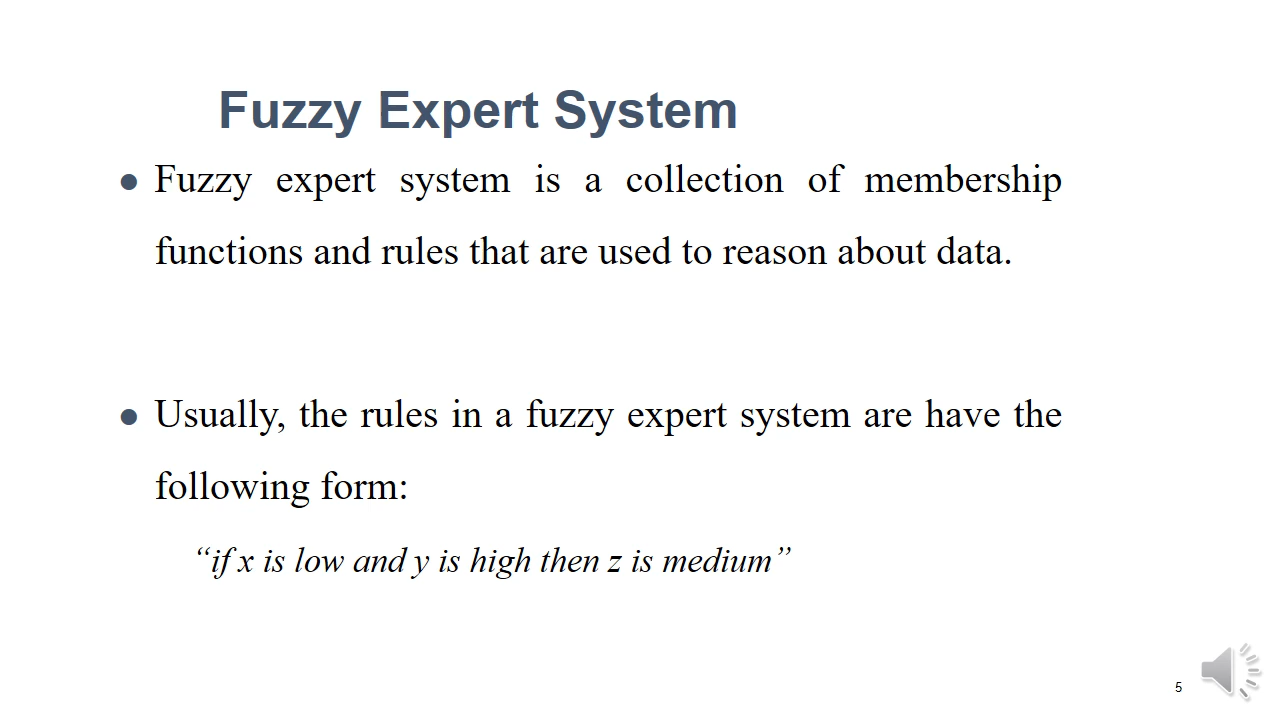 Fuzzy Expert System
● Fuzzy expert system is a collection of membership
functions and rules that are used to reason about data.
● Usually, the rules in a fuzzy expert system are have the
following form:
“if x is low and y is high then z is medium”
5